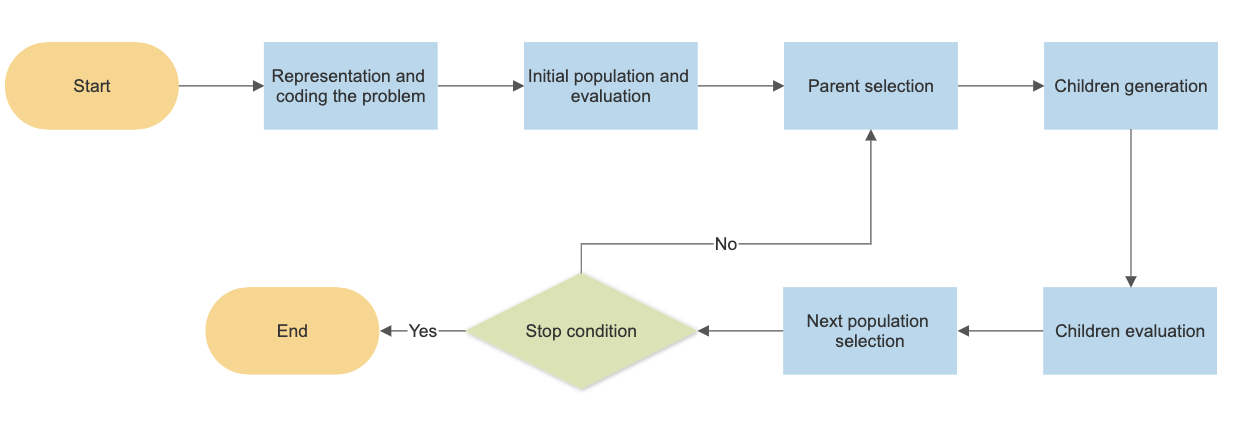 Start
Representation and
coding the problem
Initial population and
evaluation
Parent selection
Children generation
No
End
Yes
Stop condition
Next population
selection
Children evaluation